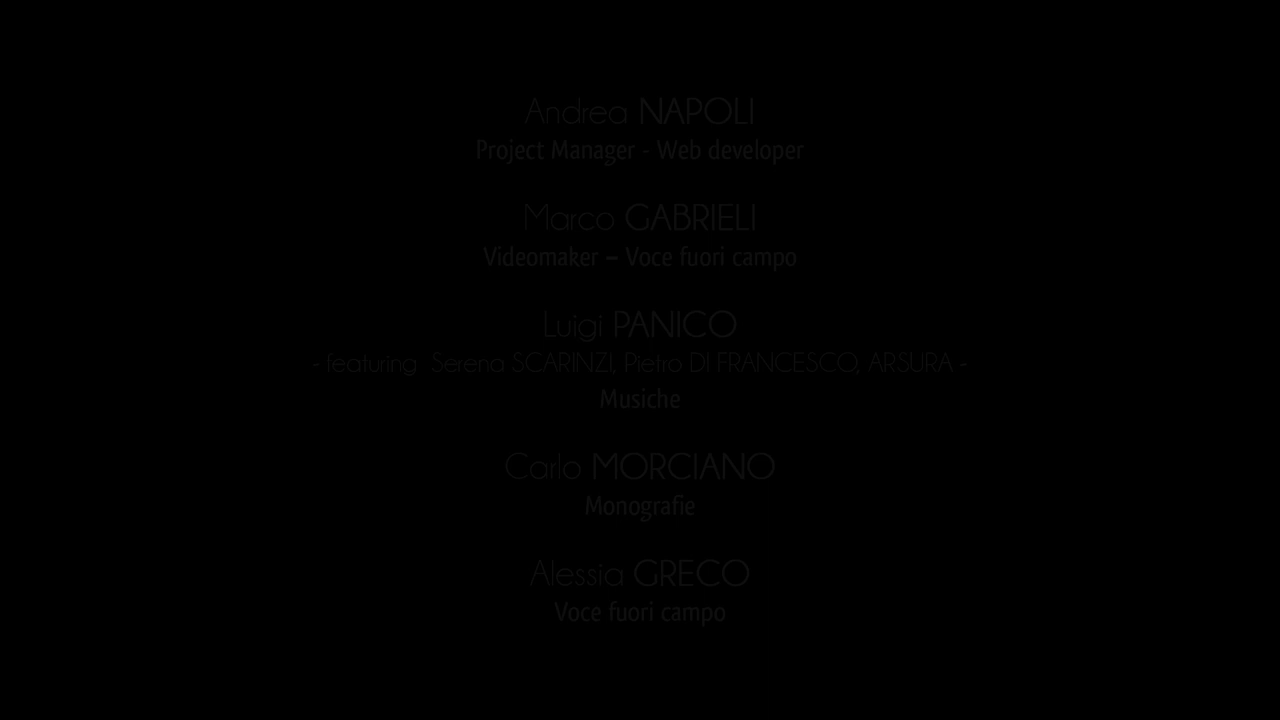 Andrea NAPOLI
Project Manager - Web developer
Marco GABRIELI
Videomaker – Voce fuori campo
Luigi PANICO
- featuring Serena SCARINZI, Pietro DI FRANCESCO, ARSURA -
Musiche
Carlo MORCIANO
Monografie
Alessia GRECO
Voce fuori campo